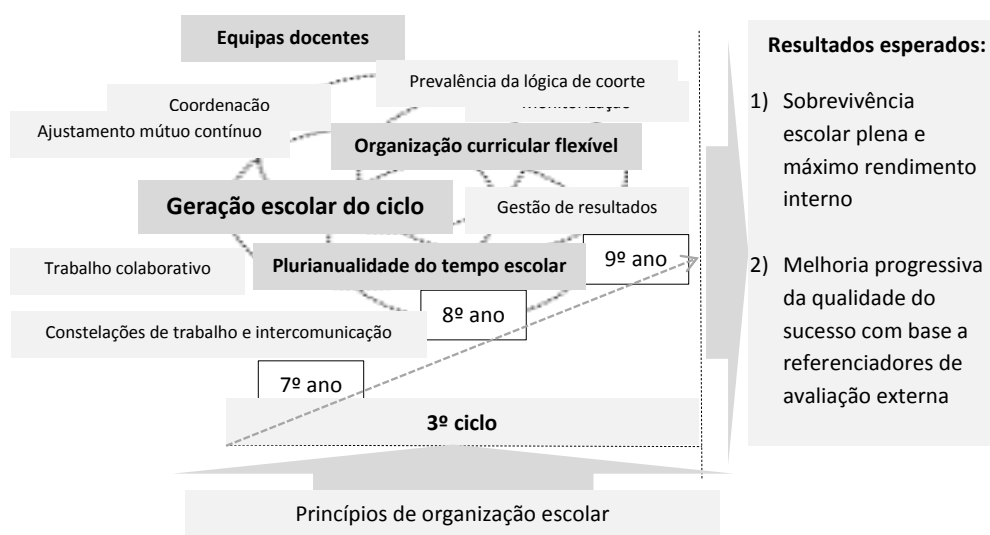 Equipas docentes
Prevalência da lógica de coorte
Coordenação
Monitorização
Ajustamento mútuo contínuo
Organização curricular flexível
Geração escolar do ciclo
Gestão de resultados
9º ano
Trabalho colaborativo
Plurianualidade do tempo escolar
8º ano
Constelações de trabalho e intercomunicação
7º ano
3º ciclo
Princípios de organização escolar
Resultados esperados:
1) Sobrevivência
escolar plena e
máximo rendimento
interno
2) Melhoria progressiva
da qualidade do
sucesso com base a
referenciadores de
avaliação externa